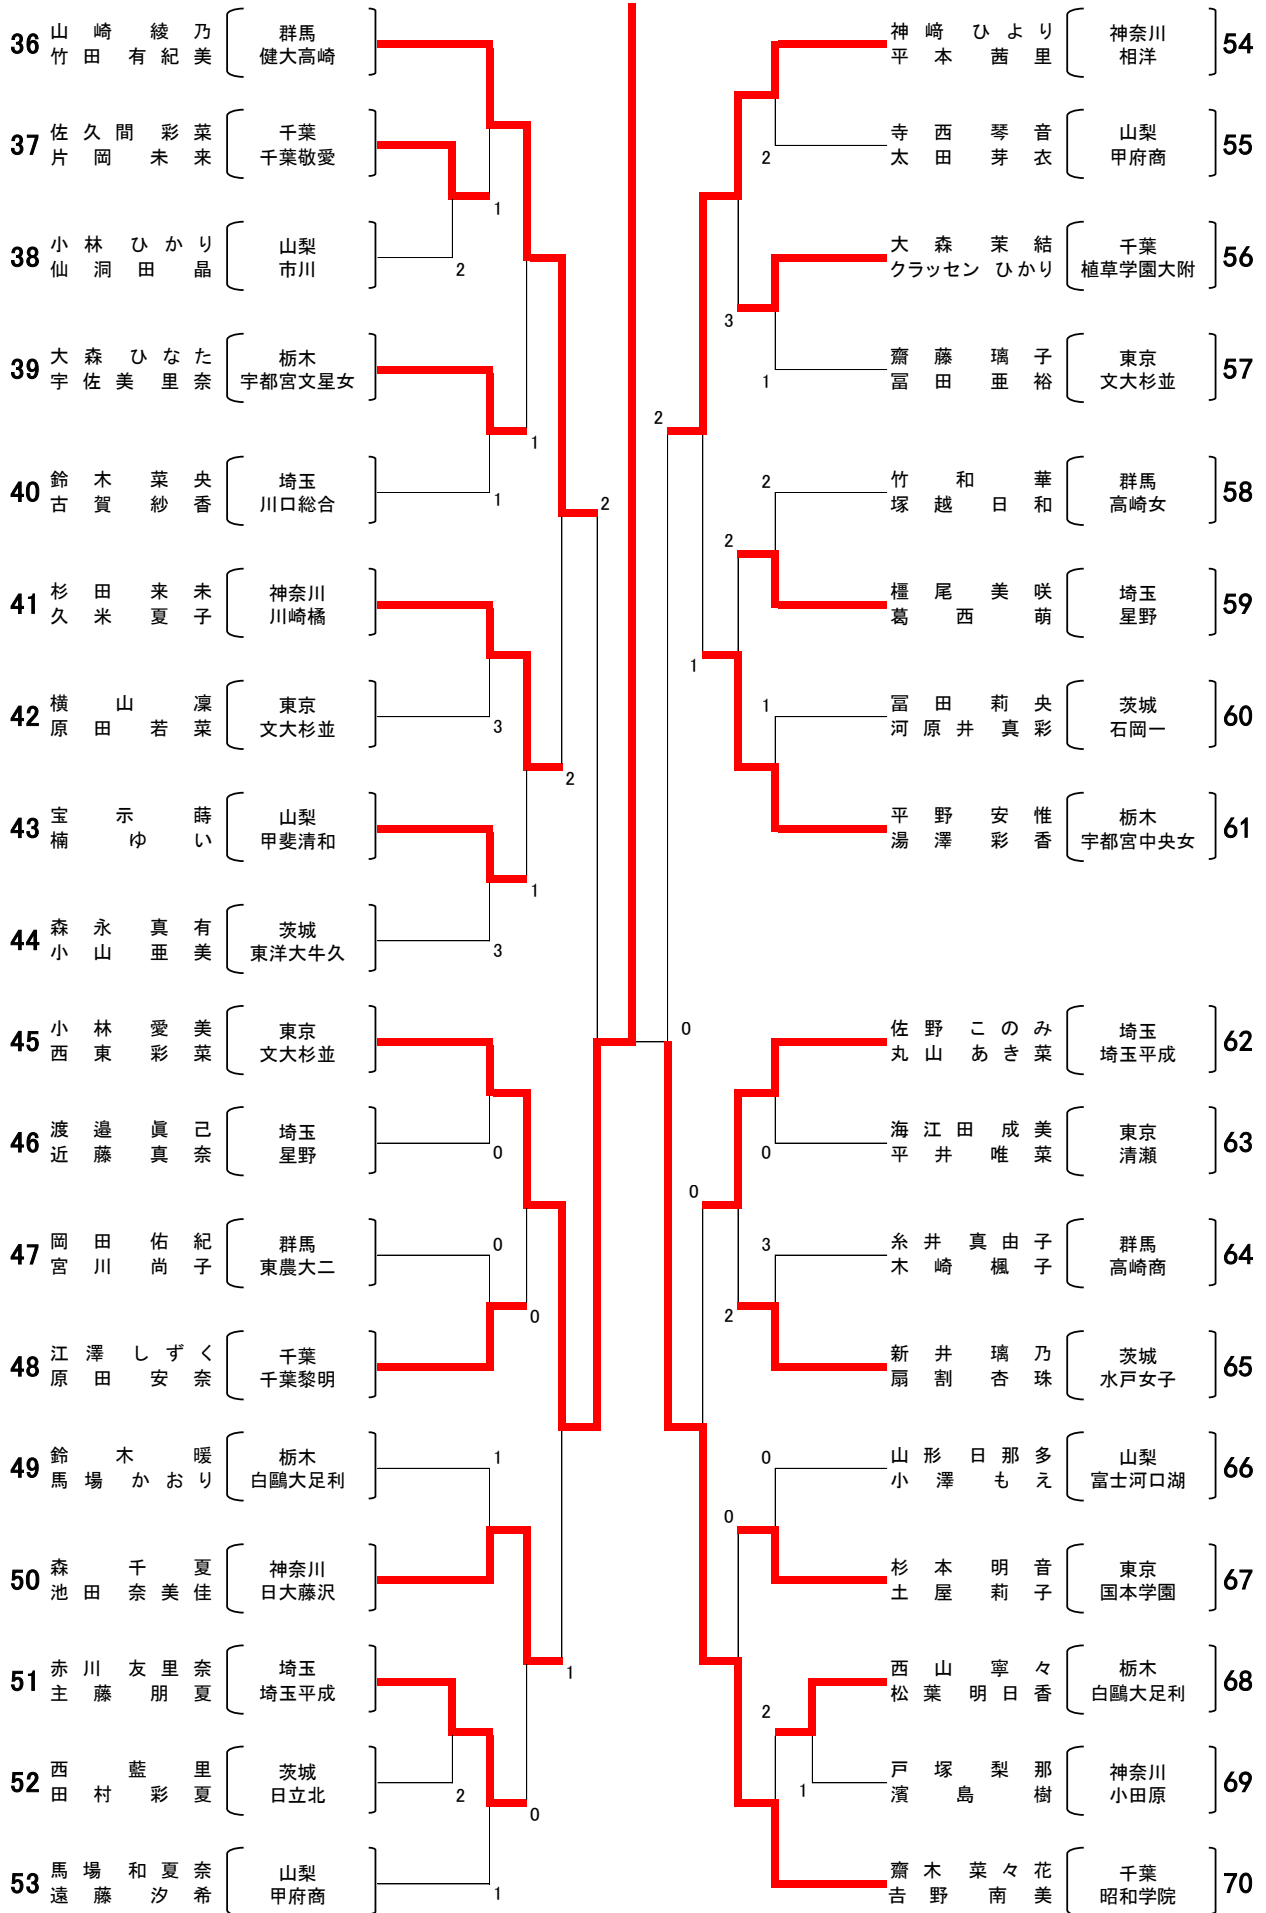 36 山崎綾乃 群馬
竹田有紀美 健大高崎
37 佐久間彩菜 千葉
片岡未来 千葉敬愛
1
38 小林ひかり 山梨
仙洞田晶 市川
2
39 大森ひなた 栃木
宇佐美里奈 宇都宮文星女
1
40 鈴木菜央 埼玉
古賀紗香 川口総合
1
2
41 杉田来未 神奈川
久米夏子 川崎橘
42 横山凜 東京
原田若菜 文大杉並
3
2
43 宝示蒔 山梨
楠ゆい 甲斐清和
1
44 森永真有 茨城
小山亜美 東洋大牛久
3
45 小林愛美 東京
西東彩菜 文大杉並
46 渡邉眞己 埼玉
近藤真奈 星野
0
47 岡田佑紀 群馬
宮川尚子 東農大二
0
0
48 江澤しずく 千葉
原田安奈 千葉黎明
49 鈴木暖 栃木
馬場かおり 白鷗大足利
1
50 森千夏 神奈川
池田奈美佳 日大藤沢
1
51 赤川友里奈 埼玉
主藤朋夏 埼玉平成
52 西藍里 茨城
田村彩夏 日立北
2
0
53 馬場和夏奈 山梨
遠藤汐希 甲府商
1
神﨑ひより 神奈川 54
平本茜里 相洋
寺西琴音 山梨 55
太田芽衣 甲府商
2
大森茉結 千葉 56
クラッセン ひかり 植草学園大附
3
齋藤璃子 東京 57
冨田亜裕 文大杉並
1
2
竹和華 群馬 58
塚越日和 高崎女
2
2
橿尾美咲 埼玉 59
葛西萌 星野
1
冨田莉央 茨城 60
河原井真彩 石岡一
1
平野安惟 栃木 61
湯澤彩香 宇都宮中央女
0
佐野このみ 埼玉 62
丸山あき菜 埼玉平成
海江田成美 東京 63
平井唯菜 清瀬
0
0
糸井真由子 群馬 64
木崎楓子 高崎商
3
2
新井璃乃 茨城 65
扇割杏珠 水戸女子
山形日那多 山梨 66
小澤もえ 富士河口湖
0
0
杉本明音 東京 67
土屋莉子 国本学園
西山寧々 栃木 68
松葉明日香 白鷗大足利
2
戸塚梨那 神奈川 69
濱島樹 小田原
1
齋木菜々花 千葉 70
吉野南美 昭和学院